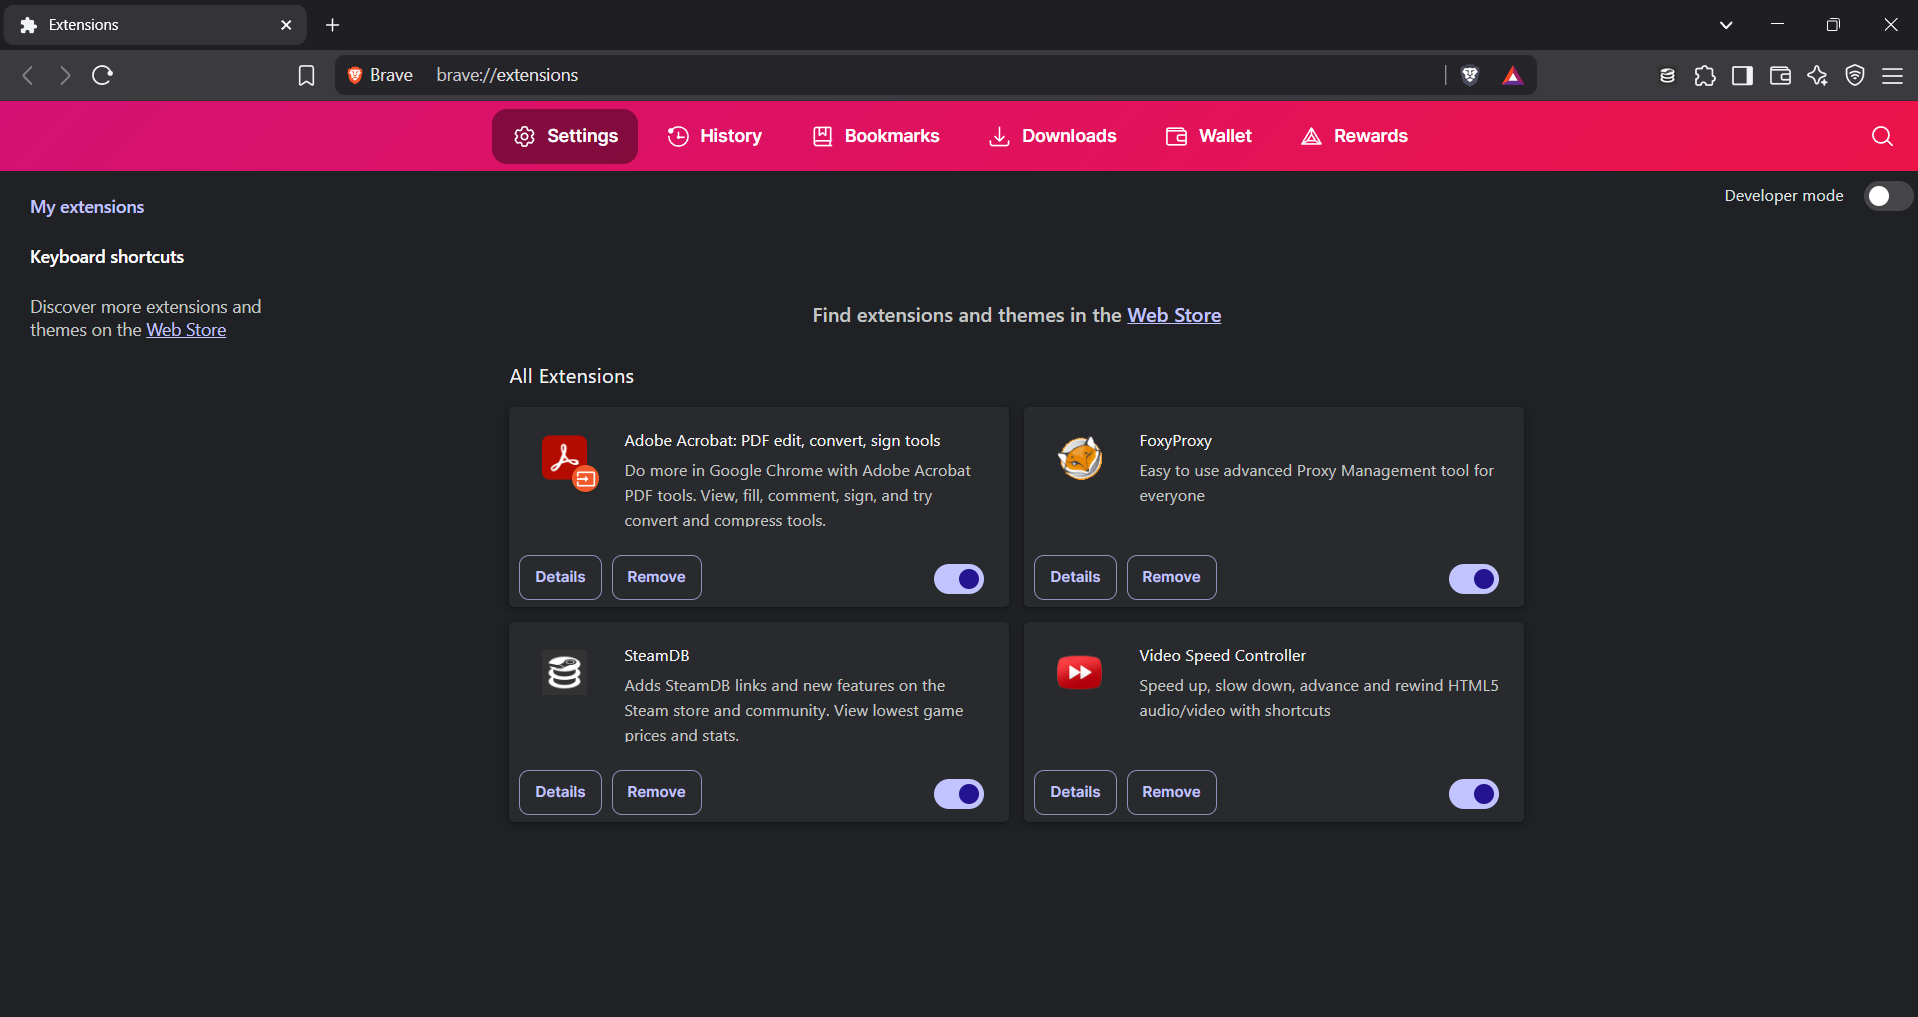 Extensions
Brave brave://extensions
Settings History Bookmarks Downloads Wallet Rewards
Developer mode
My extensions
Keyboard shortcuts
Discover more extensions and
themes on the Web Store
Find extensions and themes in the Web Store
All Extensions
Adobe Acrobat: PDF edit, convert, sign tools
Do more in Google Chrome with Adobe Acrobat
PDF tools. View, fill, comment, sign, and try
convert and compress tools.
Details Remove
FoxyProxy
Easy to use advanced Proxy Management tool for
everyone
Details Remove
SteamDB
Adds SteamDB links and new features on the
Steam store and community. View lowest game
prices and stats.
Details Remove
Video Speed Controller
Speed up, slow down, advance and rewind HTML5
audio/video with shortcuts
Details Remove